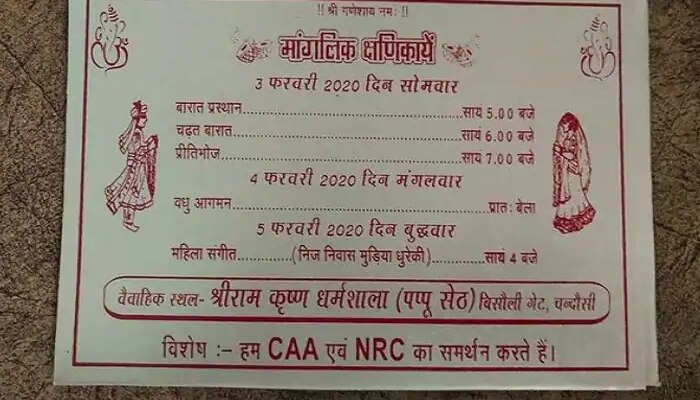 !! श्री गणेशाय नमः !!
मांगलिक क्षणिकायें
3 फरवरी 2020 दिन सोमवार
बारात प्रस्थान..............................सायं 5.00 बजे
चढ़त बारात..............................सायं 6.00 बजे
प्रीतिभोज..............................सायं 7.00 बजे
4 फरवरी 2020 दिन मंगलवार
वधु आगमन..............................प्रातः बेला
5 फरवरी 2020 दिन बुद्धवार
महिला संगीत..............(निज निवास मुड़िया धुरेकी)..........सायं 4 बजे
वैवाहिक स्थल- श्रीराम कृष्ण धर्मशाला (पप्पू सेठ) बिसौली गेट, चन्दौसी
विशेष :– हम CAA एवं NRC का समर्थन करते हैं।